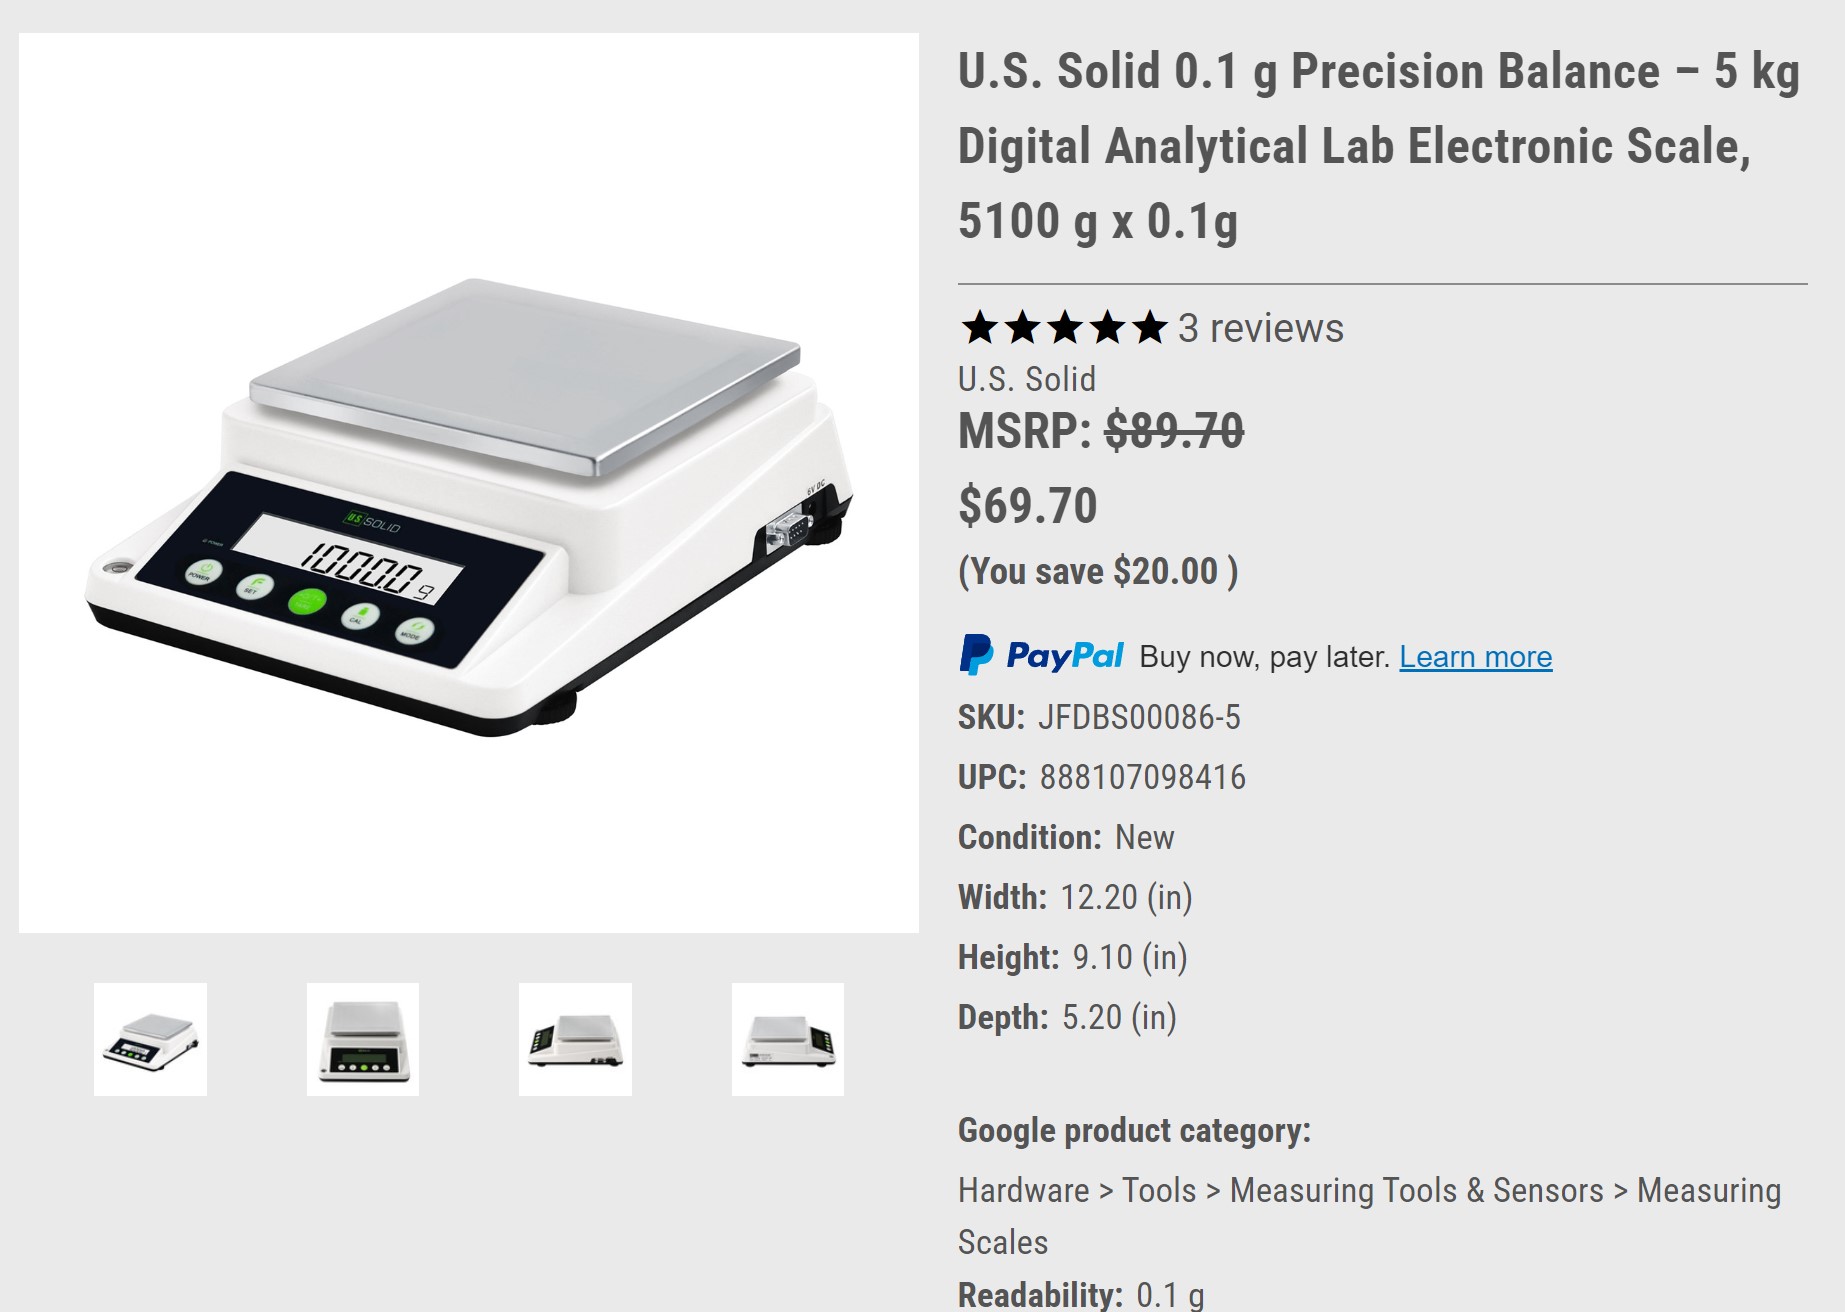 U.S. Solid 0.1 g Precision Balance – 5 kg
Digital Analytical Lab Electronic Scale,
5100 g x 0.1g
3 reviews
U.S. Solid
MSRP: $89.70
$69.70
(You save $20.00 )
PayPal Buy now, pay later. Learn more
SKU: JFDBS00086-5
UPC: 888107098416
Condition: New
Width: 12.20 (in)
Height: 9.10 (in)
Depth: 5.20 (in)
Google product category:
Hardware > Tools > Measuring Tools & Sensors > Measuring
Scales
Readability: 0.1 g
6V DC
US SOLID
1000.0 g
POWER
POWER
SET
CAL
MODE